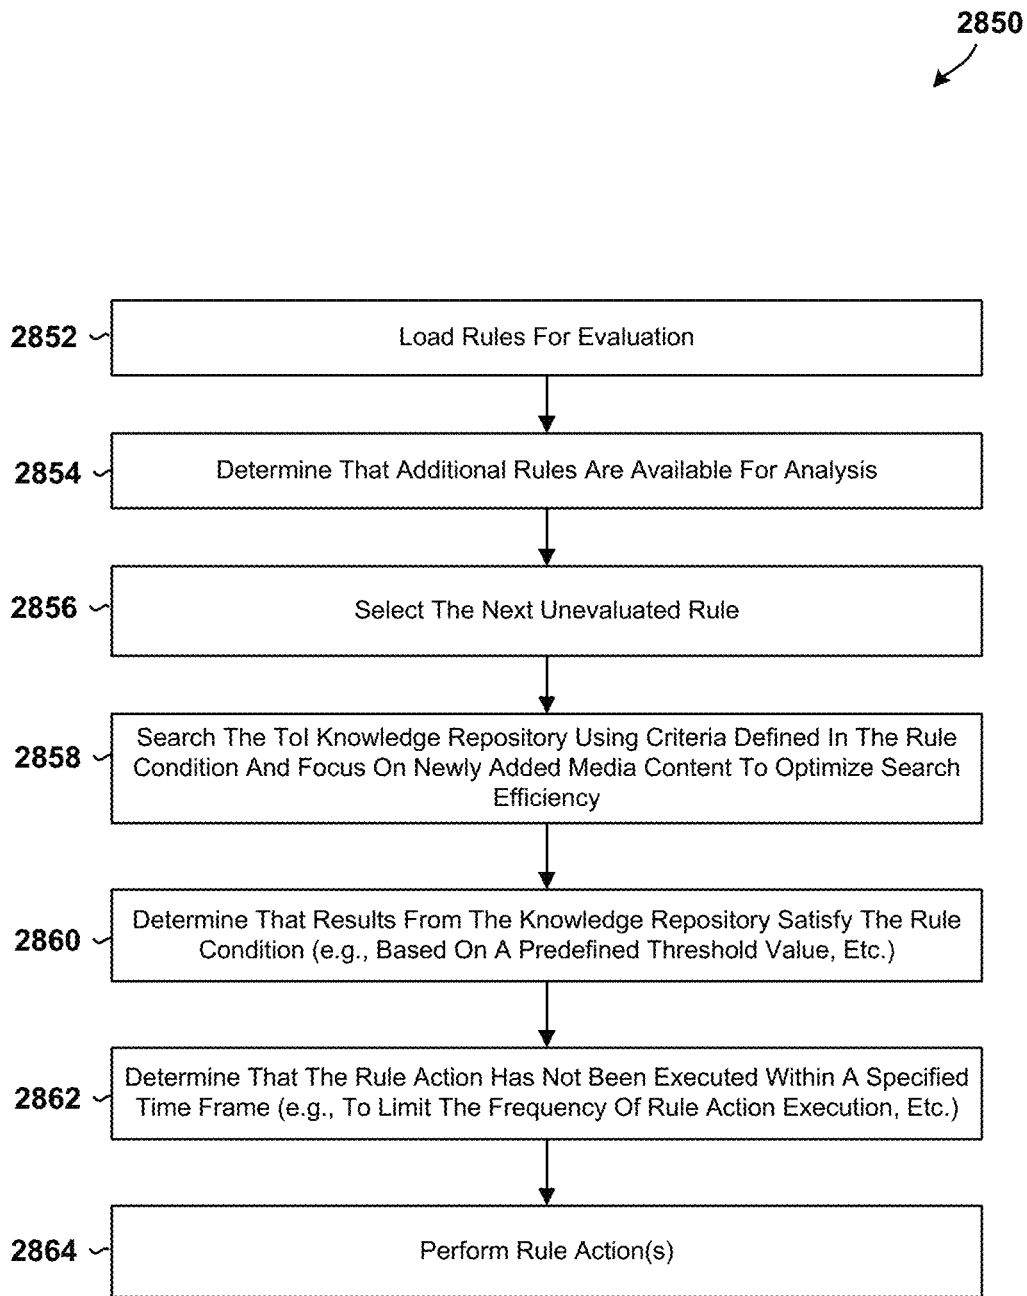 2850
2852
Load Rules For Evaluation
2854
Determine That Additional Rules Are Available For Analysis
2856
Select The Next Unevaluated Rule
2858
Search The ToI Knowledge Repository Using Criteria Defined In The Rule
Condition And Focus On Newly Added Media Content To Optimize Search
Efficiency
2860
Determine That Results From The Knowledge Repository Satisfy The Rule
Condition (e.g., Based On A Predefined Threshold Value, Etc.)
2862
Determine That The Rule Action Has Not Been Executed Within A Specified
Time Frame (e.g., To Limit The Frequency Of Rule Action Execution, Etc.)
2864
Perform Rule Action(s)